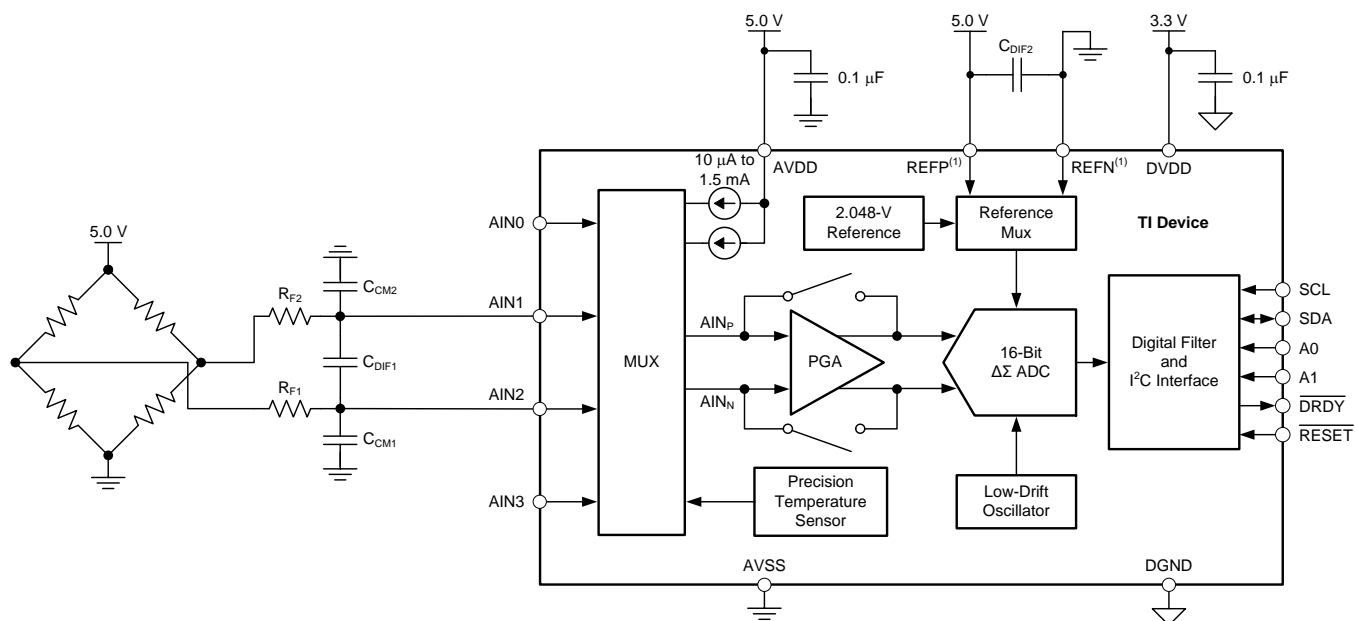 5.0 V
5.0 V
3.3 V
C_DIF2
0.1 μF
0.1 μF
10 μA to
1.5 mA
AVDD
REFP(1)
REFN(1)
DVDD
AIN0
2.048-V
Reference
Reference
Mux
TI Device
5.0 V
C_CM2
R_F2
AIN1
SCL
SDA
AIN_P
MUX
PGA
16-Bit
ΔΣ ADC
Digital Filter
and
I²C Interface
A0
C_DIF1
A1
R_F1
AIN2
AIN_N
DRDY
C_CM1
RESET
AIN3
Precision
Temperature
Sensor
Low-Drift
Oscillator
AVSS
DGND